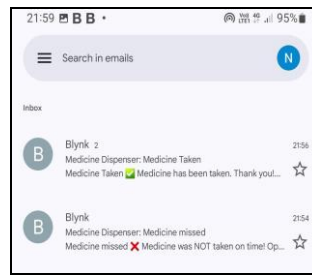 21:59 B B • 95%
Search in emails N
Inbox
B Blynk 2 21:56
Medicine Dispenser: Medicine Taken
Medicine Taken ✅ Medicine has been taken. Thank you!...
B Blynk 21:54
Medicine Dispenser: Medicine missed
Medicine missed ❌ Medicine was NOT taken on time! Op...